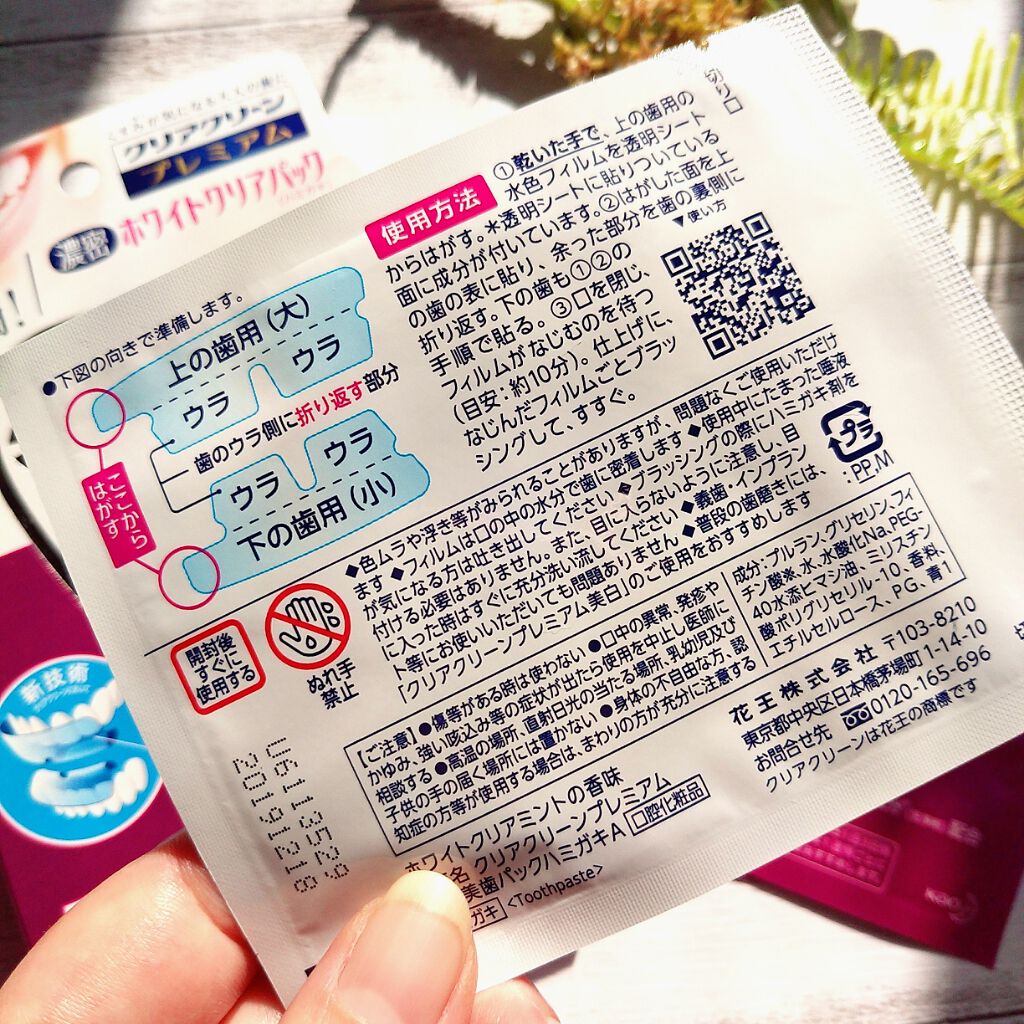 クリアクリーン
プレミアム
濃密
ホワイトクリアパック
切り口
使用方法
①乾いた手で、上の歯用の
水色フィルムを透明シート
からはがす。＊透明シートに貼りついている
面に成分が付いています。②はがした面を上
の歯の表に貼り、余った部分を歯の裏側に
折り返す。下の歯も①②の
手順で貼る。③口を閉じ、
フィルムがなじむのを待つ
（目安：約10分）。仕上げに、
なじんだフィルムごとブラッ
シングして、すすぐ。
▼使い方
●下図の向きで準備します。
上の歯用（大）
ウラ
ウラ
歯のウラ側に折り返す部分
ウラ
ウラ
下の歯用（小）
ここから
はがす
開封後
すぐに
使用する
ぬれ手
禁止
◆色ムラや浮き等がみられることがありますが、問題なくご使用いただけ
ます ◆フィルムは口の中の水分で歯に密着します ◆使用中にたまった唾液
が気になる方は吐き出してください ◆ブラッシングの際にハミガキ剤を
付ける必要はありません。また、目に入らないように注意し、目
に入った時はすぐに充分洗い流してください ◆義歯・インプラン
ト等にお使いいただいても問題ありません ◆普段の歯磨きには、
「クリアクリーンプレミアム美白」のご使用をおすすめします
プラ
: PP,M
【ご注意】●傷等がある時は使わない ●口中の異常、発疹や
かゆみ、強い咳込み等の症状が出たら使用を中止し医師に
相談する ●高温の場所、直射日光の当たる場所、乳幼児及び
子供の手の届く場所には置かない ●身体の不自由な方、認
知症の方等が使用する場合は、まわりの方が充分に注意する
成分：プルラン、グリセリン、フィ
チン酸※、水、水酸化Na、PEG-
40水添ヒマシ油、ミリスチン
酸ポリグリセリル-10、香料、
エチルセルロース、PG、青1
花王株式会社 〒103-8210
東京都中央区日本橋茅場町1-14-10
お問合せ先 0120-165-696
クリアクリーンは花王の商標です
ホワイトクリアミントの香味
名 クリアクリーンプレミアム
美歯パックハミガキA 口腔化粧品
ガキ <Toothpaste>
新技術